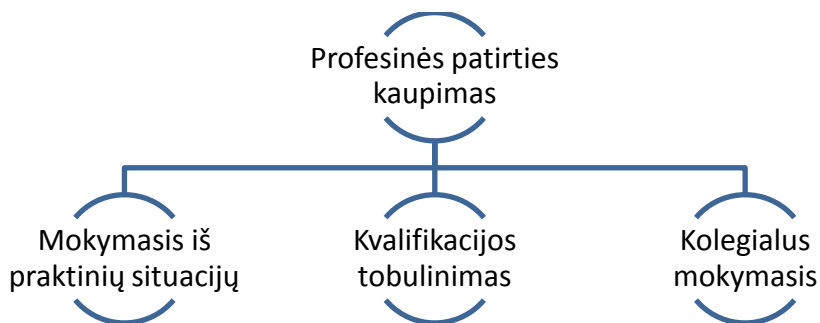 Profesinės patirties
kaupimas
Mokymasis iš
praktinių situacijų
Kvalifikacijos
tobulinimas
Kolegialus
mokymasis